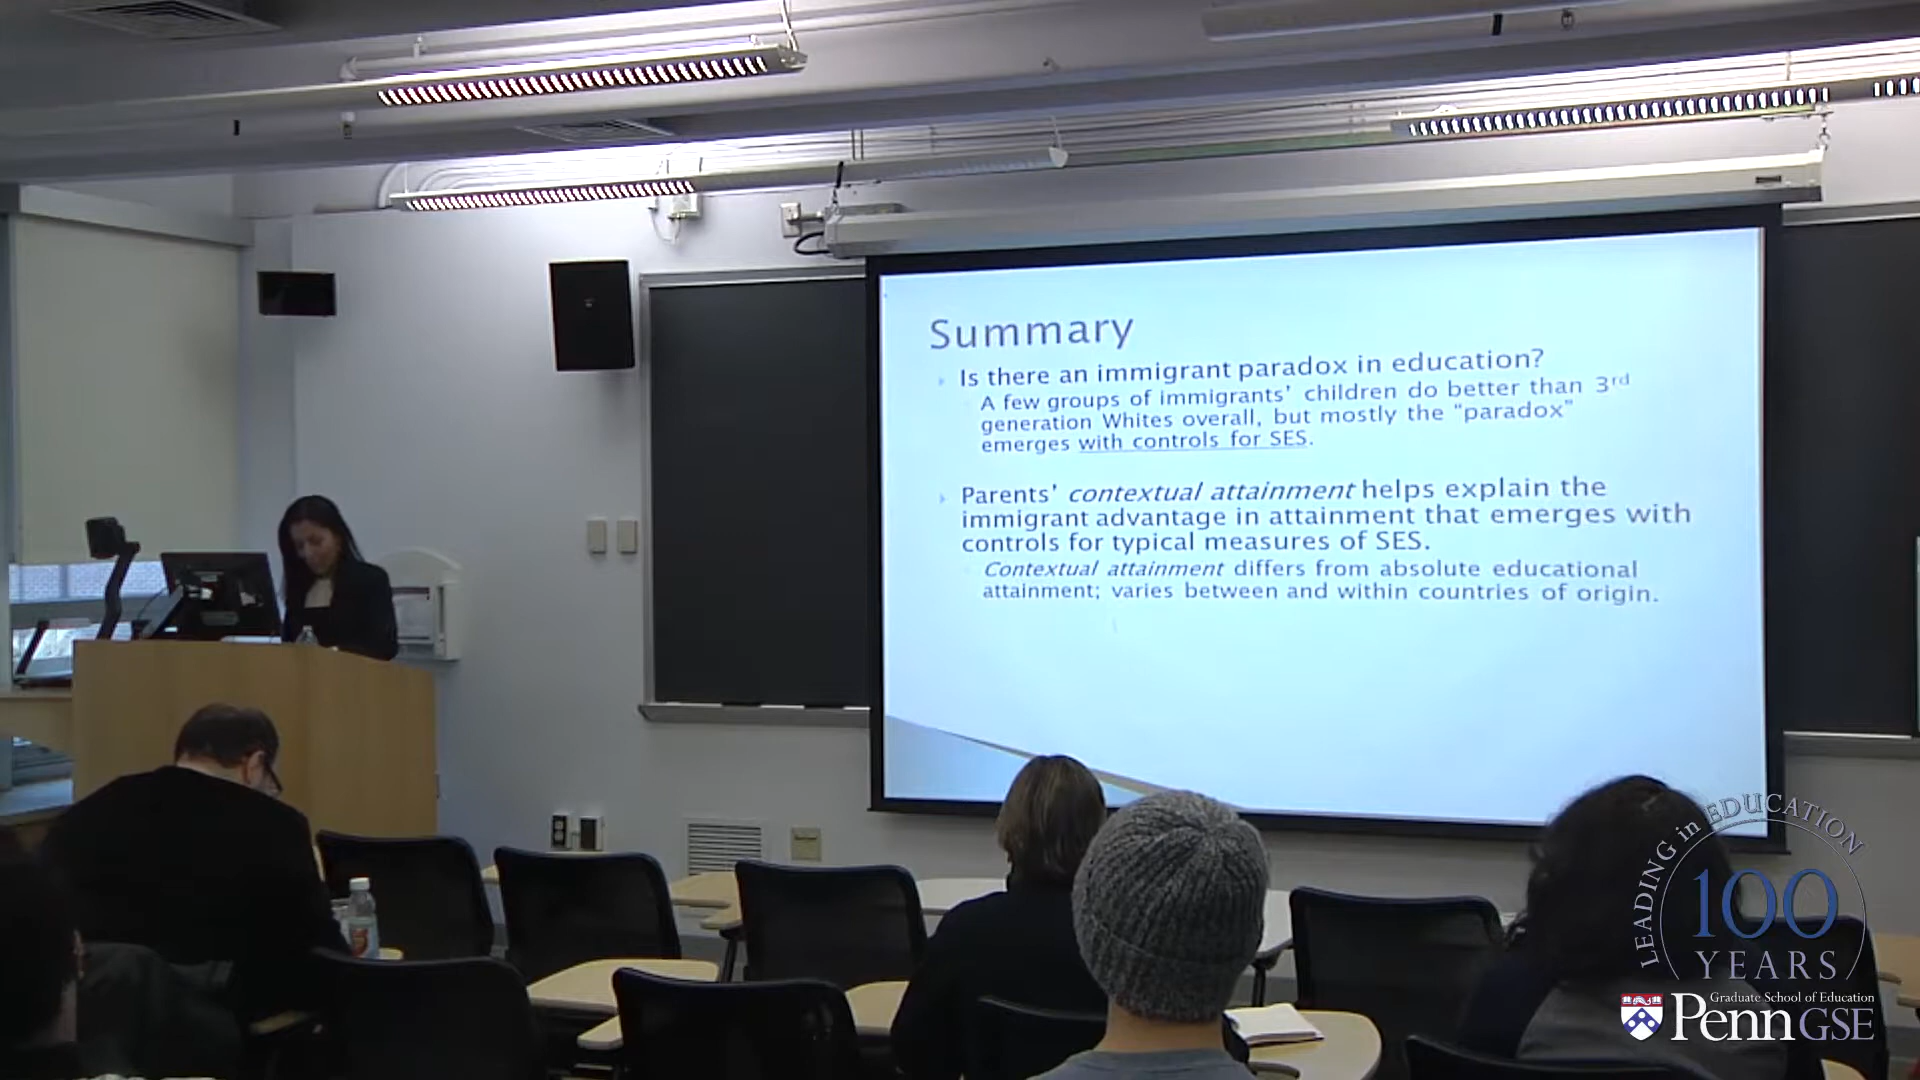 Summary
Is there an immigrant paradox in education?
A few groups of immigrants' children do better than 3rd
generation Whites overall, but mostly the "paradox"
emerges with controls for SES.
Parents' contextual attainment helps explain the
immigrant advantage in attainment that emerges with
controls for typical measures of SES.
Contextual attainment differs from absolute educational
attainment; varies between and within countries of origin.
LEADING in EDUCATION
100
YEARS
Graduate School of Education
PennGSE